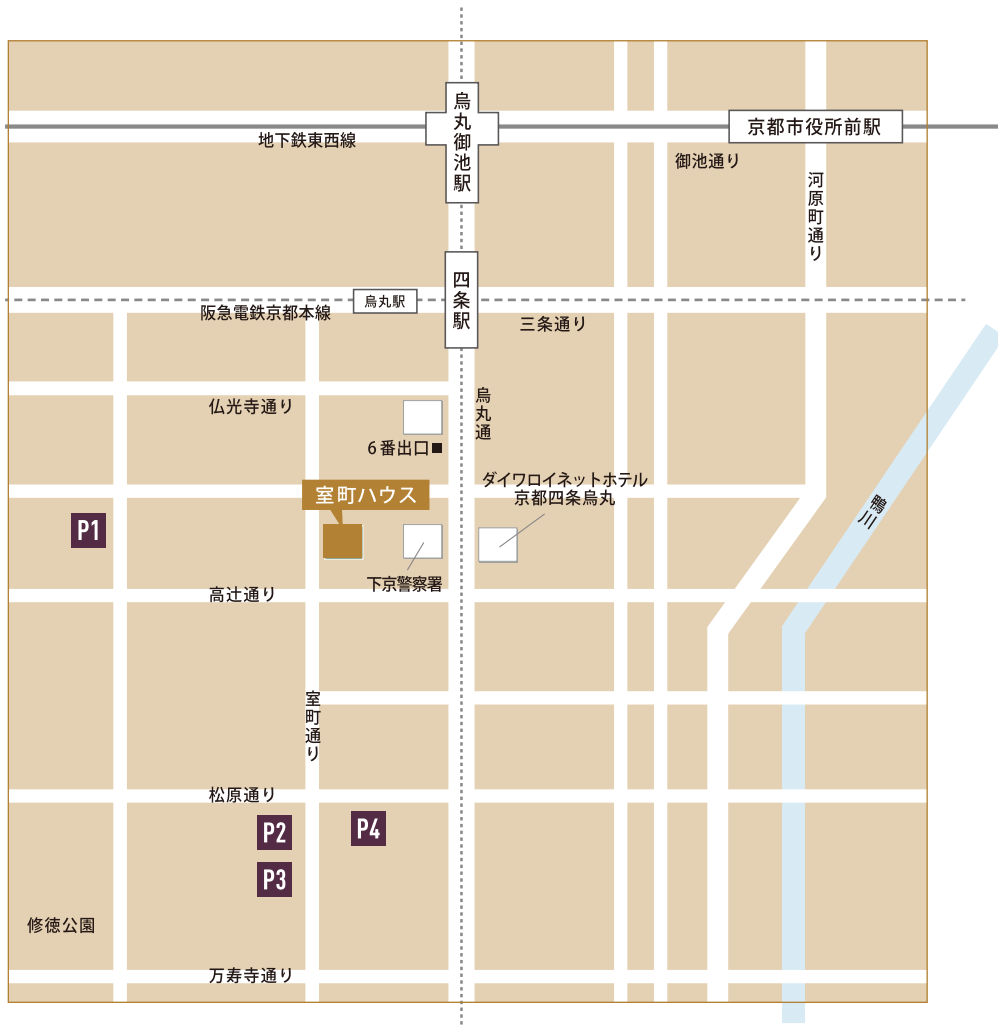 烏丸御池駅
京都市役所前駅
地下鉄東西線
御池通り
河原町通り
四条駅
烏丸駅
阪急電鉄京都本線
三条通り
仏光寺通り
烏丸通
6番出口
ダイワロイネットホテル
京都四条烏丸
室町ハウス
鴨川
P1
下京警察署
高辻通り
室町通り
松原通り
P2
P4
P3
修徳公園
万寿寺通り